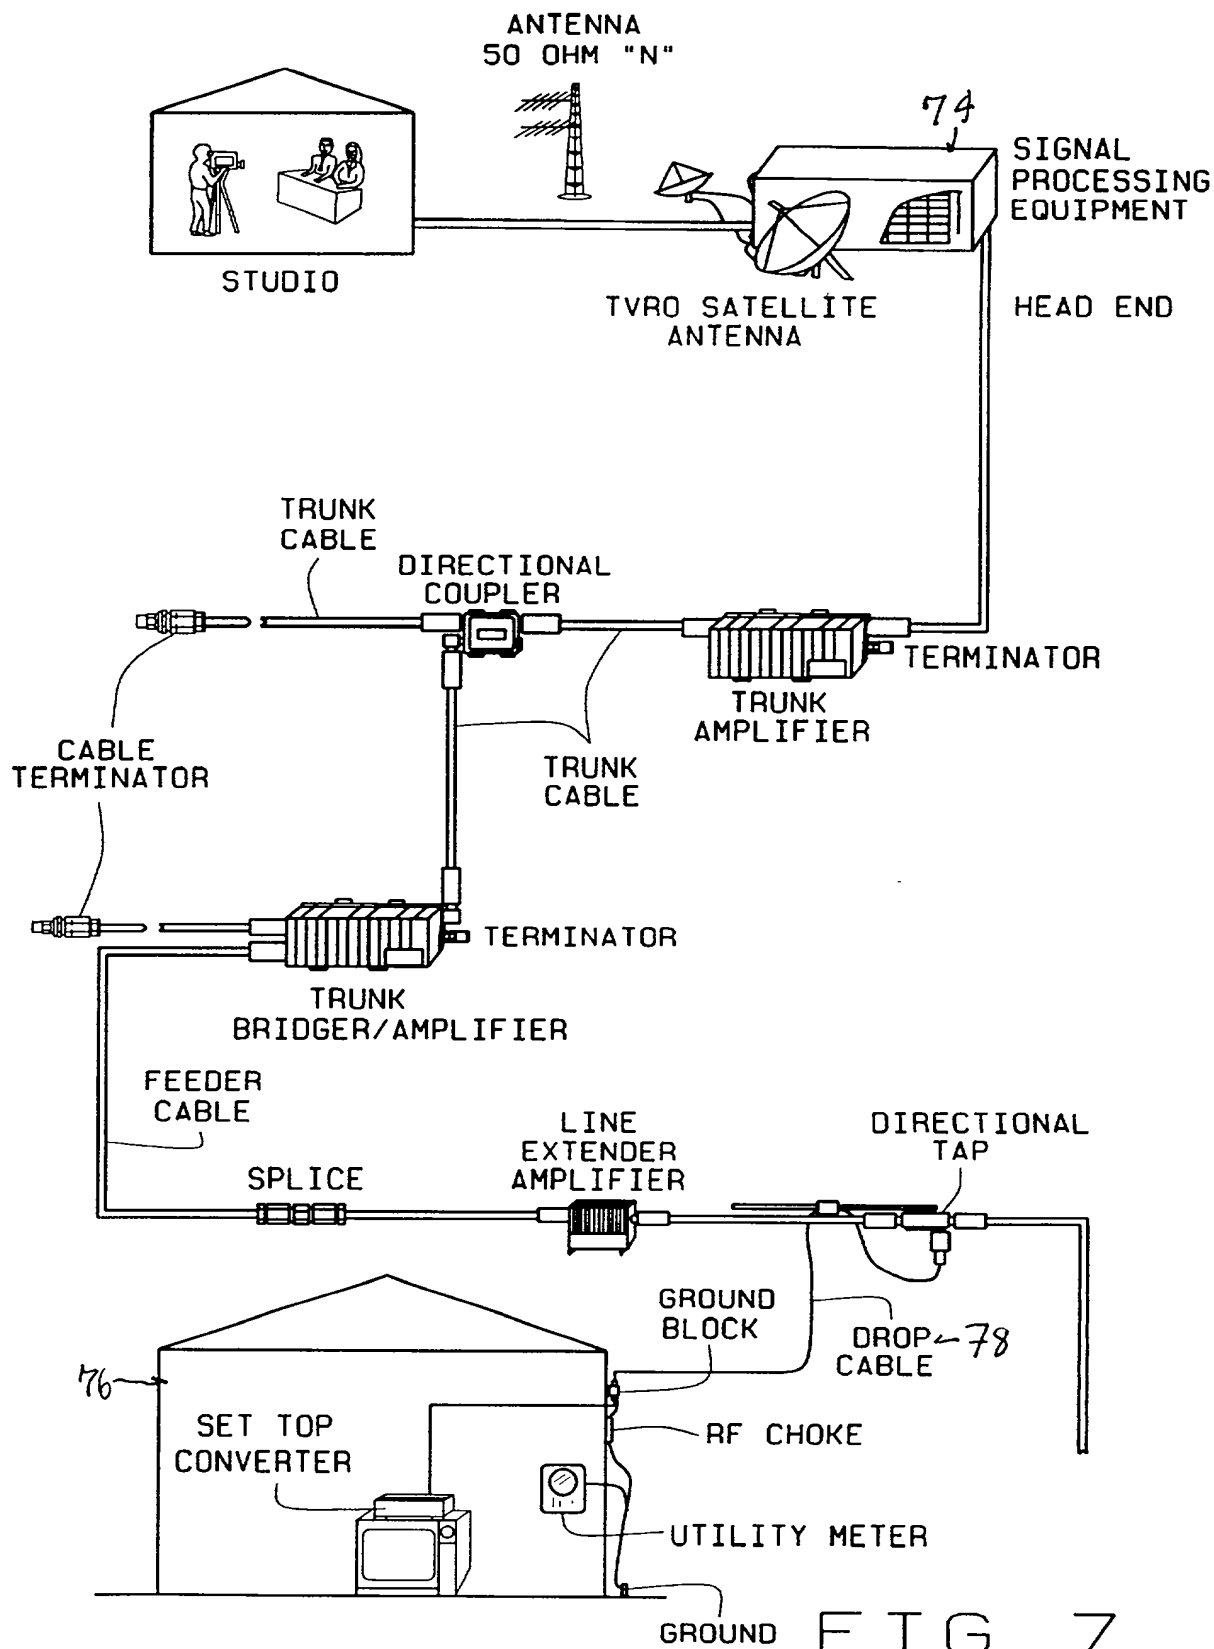 ANTENNA
50 OHM "N"
74
SIGNAL
PROCESSING
EQUIPMENT
STUDIO
TVRO SATELLITE
ANTENNA
HEAD END
TRUNK
CABLE
DIRECTIONAL
COUPLER
TERMINATOR
TRUNK
AMPLIFIER
CABLE
TERMINATOR
TRUNK
CABLE
TERMINATOR
TRUNK
BRIDGER/AMPLIFIER
FEEDER
CABLE
SPLICE
LINE
EXTENDER
AMPLIFIER
DIRECTIONAL
TAP
GROUND
BLOCK
DROP
CABLE
78
76
SET TOP
CONVERTER
RF CHOKE
UTILITY METER
GROUND
FIG 7